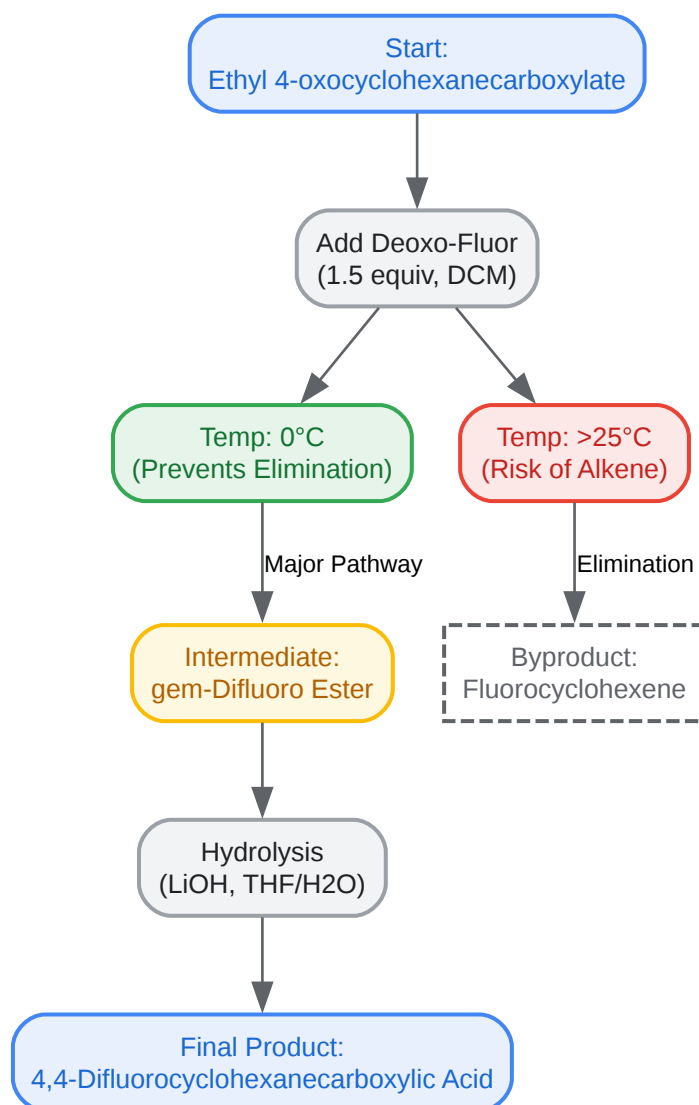 Start:
Ethyl 4-oxocyclohexanecarboxylate
Add Deoxo-Fluor
(1.5 equiv, DCM)
Temp: 0°C
(Prevents Elimination)
Temp: >25°C
(Risk of Alkene)
Major Pathway
Elimination
Intermediate:
gem-Difluoro Ester
Byproduct:
Fluorocyclohexene
Hydrolysis
(LiOH, THF/H2O)
Final Product:
4,4-Difluorocyclohexanecarboxylic Acid